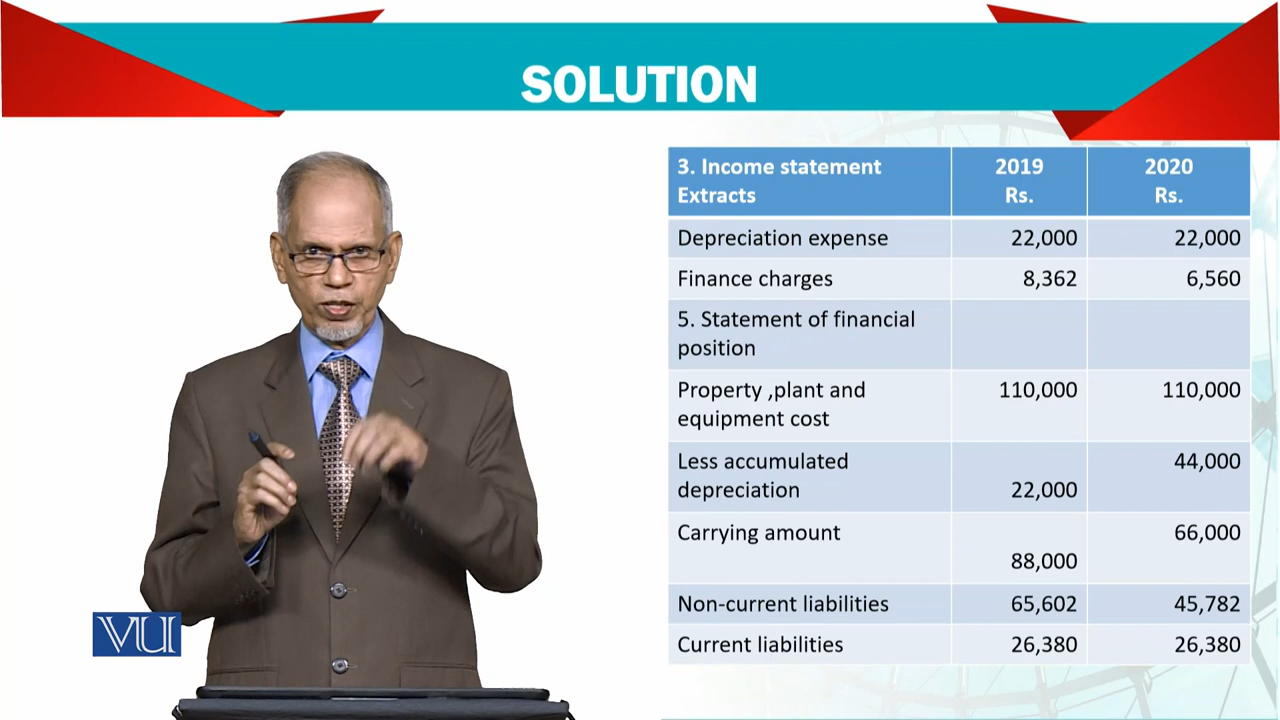 SOLUTION
3. Income statement
Extracts
2019
Rs.
2020
Rs.
Depreciation expense 22,000 22,000
Finance charges 8,362 6,560
5. Statement of financial
position
Property ,plant and
equipment cost
110,000 110,000
Less accumulated
depreciation
22,000
44,000
Carrying amount
88,000
66,000
Non-current liabilities 65,602 45,782
Current liabilities 26,380 26,380
VU